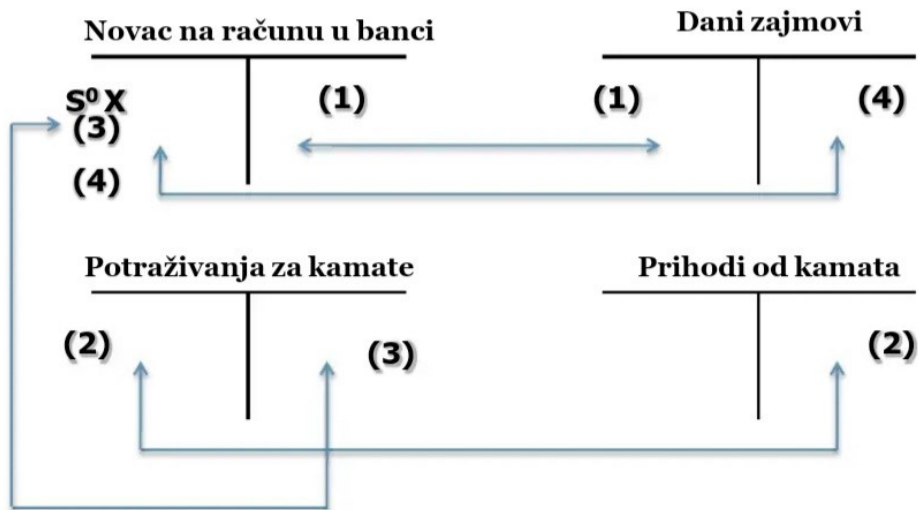 Novac na računu u banci
Dani zajmovi
S⁰ X
(1)
(1)
(4)
(3)
(4)
Potraživanja za kamate
Prihodi od kamata
(2)
(3)
(2)